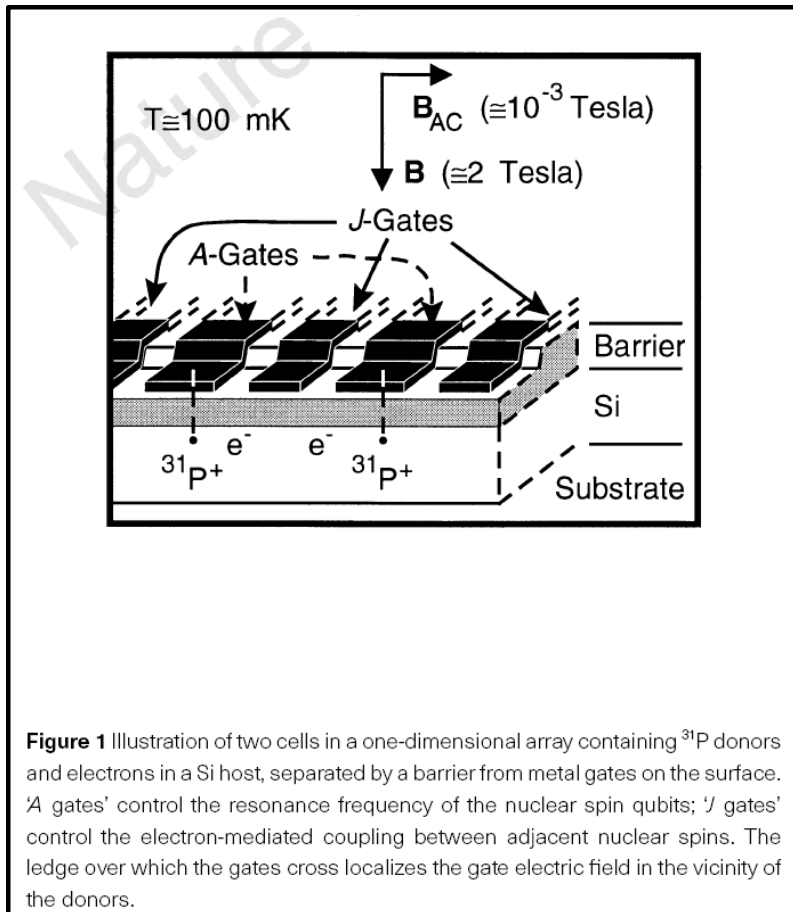 Nature
T≅100 mK
B_AC (≅10⁻³ Tesla)
B (≅2 Tesla)
J-Gates
A-Gates
Barrier
Si
e⁻ e⁻
³¹P⁺ ³¹P⁺
Substrate
Figure 1 Illustration of two cells in a one-dimensional array containing ³¹P donors
and electrons in a Si host, separated by a barrier from metal gates on the surface.
‘A gates’ control the resonance frequency of the nuclear spin qubits; ‘J gates’
control the electron-mediated coupling between adjacent nuclear spins. The
ledge over which the gates cross localizes the gate electric field in the vicinity of
the donors.